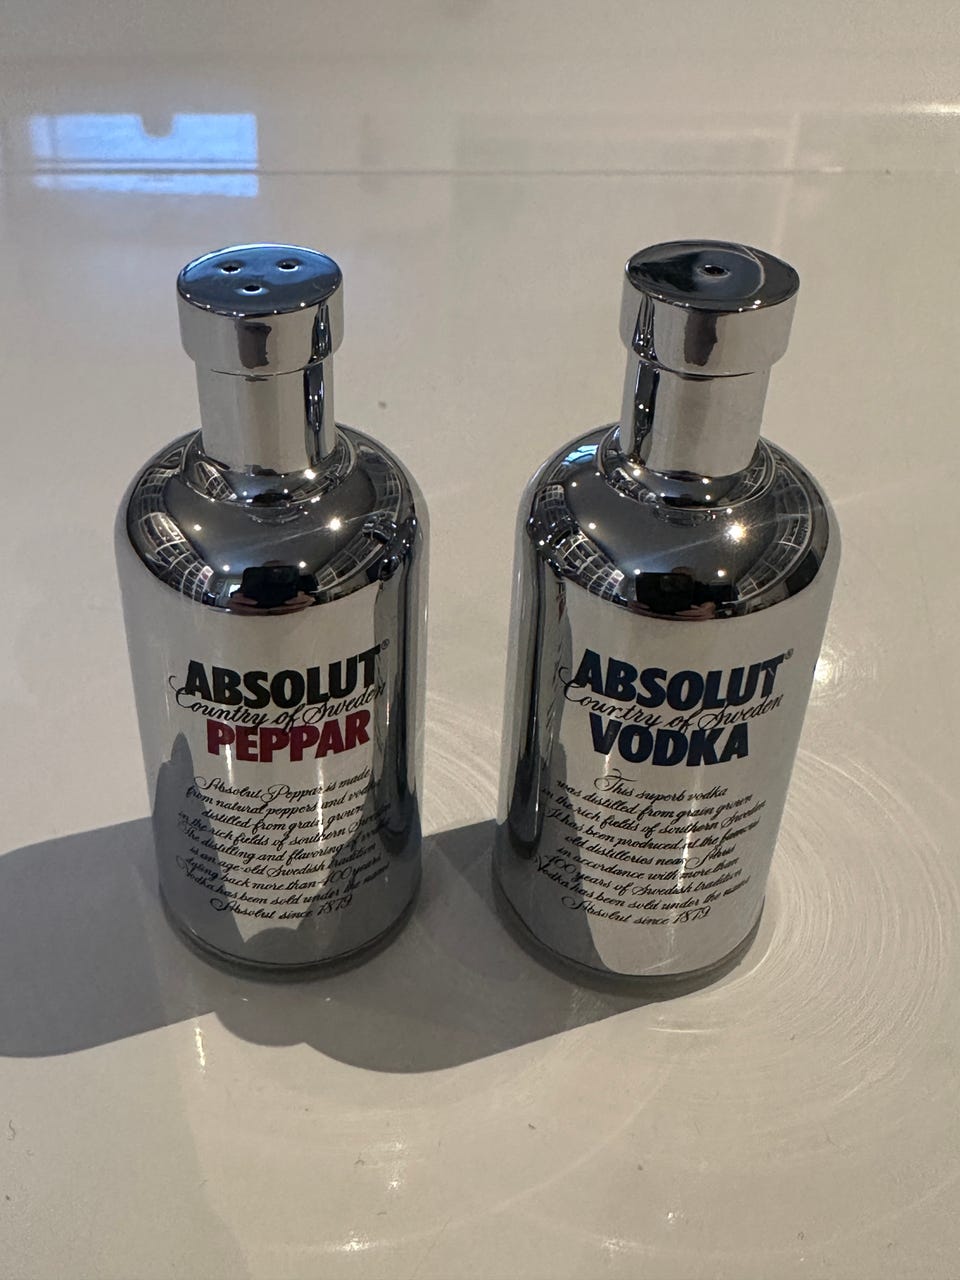 ABSOLUT®
Country of Sweden
PEPPAR
Absolut Peppar is made
from natural peppers and vodka
distilled from grain grown
in the rich fields of southern Sweden
The distilling and flavoring of vodka
is an age-old Swedish tradition
dating back more than 400 years
Vodka has been sold under the name
Absolut since 1879
ABSOLUT®
Country of Sweden
VODKA
This superb vodka
was distilled from grain grown
in the rich fields of southern Sweden
It has been produced at the famous
old distilleries near Åhus
in accordance with more than
400 years of Swedish tradition
Vodka has been sold under the name
Absolut since 1879